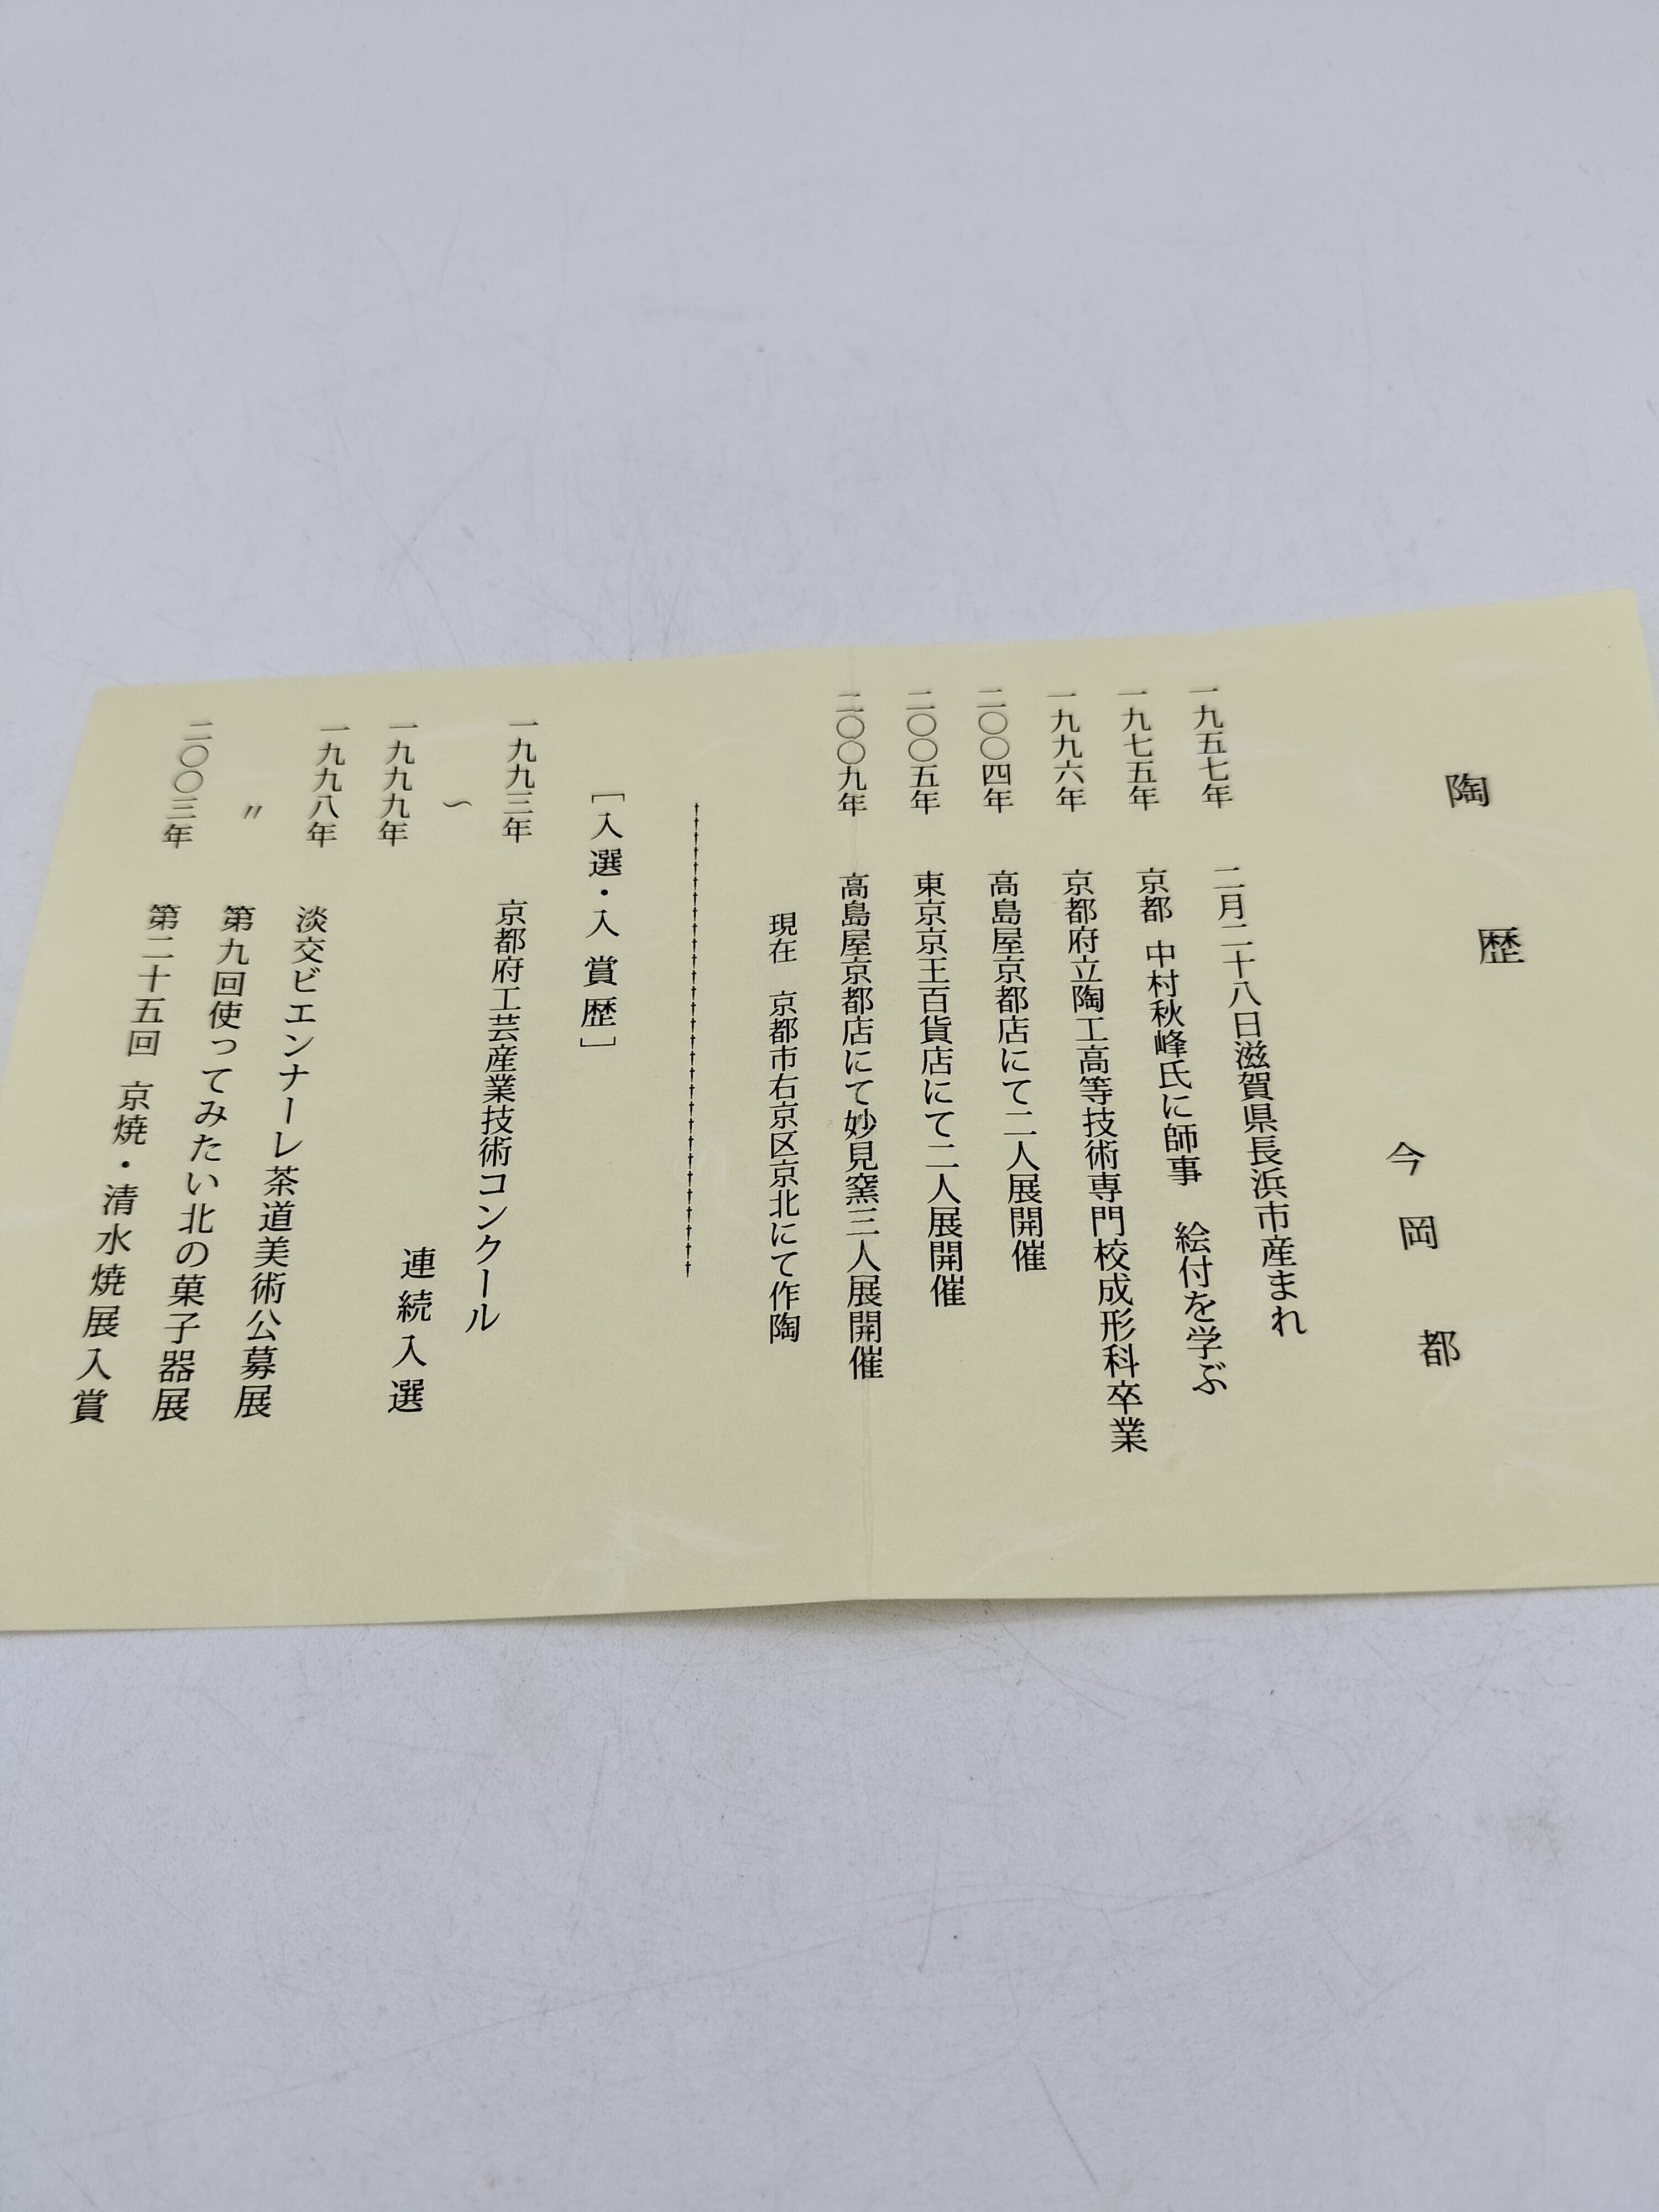 陶歴
今岡都
一九五七年 二月二十八日滋賀県長浜市産まれ
一九七五年 京都 中村秋峰氏に師事 絵付を学ぶ
一九九六年 京都府立陶工高等技術専門校成形科卒業
二〇〇四年 高島屋京都店にて二人展開催
二〇〇五年 東京京王百貨店にて二人展開催
二〇〇九年 高島屋京都店にて妙見窯三人展開催
現在 京都市右京区京北にて作陶
††††††††††††††††††††††††††††††††
［入選・入賞歴］
一九九三年 京都府工芸産業技術コンクール
〜
一九九九年 連続入選
一九九八年 淡交ビエンナーレ茶道美術公募展
〃 第九回使ってみたい北の菓子器展
二〇〇三年 第二十五回 京焼・清水焼展入賞